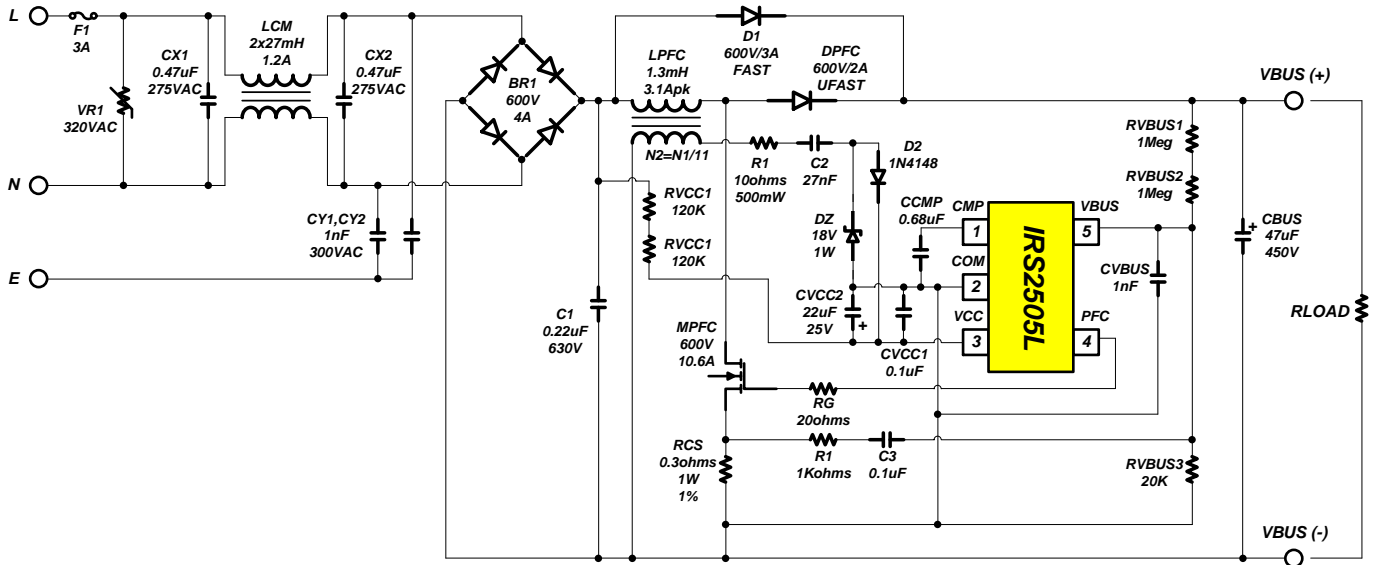 L
F1
3A
VR1
320VAC
CX1
0.47uF
275VAC
LCM
2x27mH
1.2A
CX2
0.47uF
275VAC
N
CY1,CY2
1nF
300VAC
E
BR1
600V
4A
D1
600V/3A
FAST
LPFC
1.3mH
3.1Apk
DPFC
600V/2A
UFAST
N2=N1/11
R1
10ohms
500mW
C2
27nF
D2
1N4148
RVCC1
120K
RVCC1
120K
C1
0.22uF
630V
DZ
18V
1W
CCMP
0.68uF
CVCC2
22uF
25V
+
CVCC1
0.1uF
CMP
1
COM
2
VCC
3
IRS2505L
VBUS
5
PFC
4
CVBUS
1nF
MPFC
600V
10.6A
RG
20ohms
RCS
0.3ohms
1W
1%
R1
1Kohms
C3
0.1uF
RVBUS1
1Meg
RVBUS2
1Meg
RVBUS3
20K
VBUS (+)
+
CBUS
47uF
450V
RLOAD
VBUS (-)